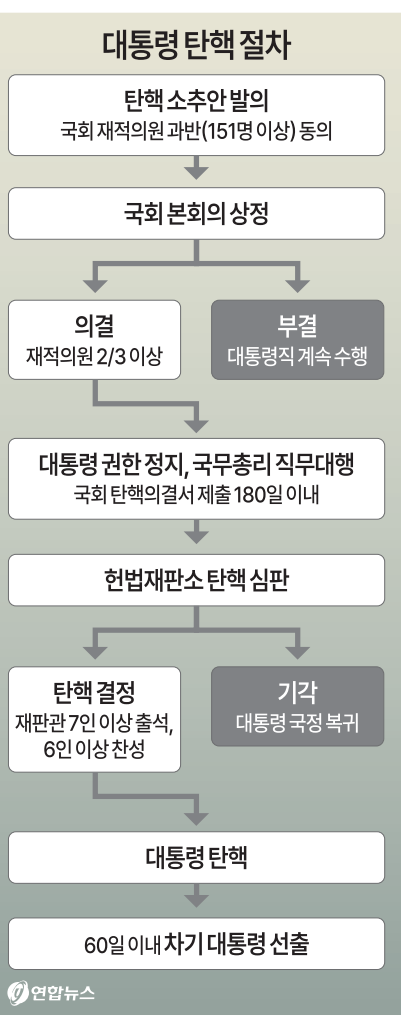 대통령 탄핵 절차
탄핵 소추안 발의
국회 재적의원 과반(151명 이상) 동의
국회 본회의 상정
의결
재적의원 2/3 이상
부결
대통령직 계속 수행
대통령 권한 정지, 국무총리 직무대행
국회 탄핵의결서 제출 180일 이내
헌법재판소 탄핵 심판
탄핵 결정
재판관 7인 이상 출석,
6인 이상 찬성
기각
대통령 국정 복귀
대통령 탄핵
60일 이내 차기 대통령 선출
연합뉴스